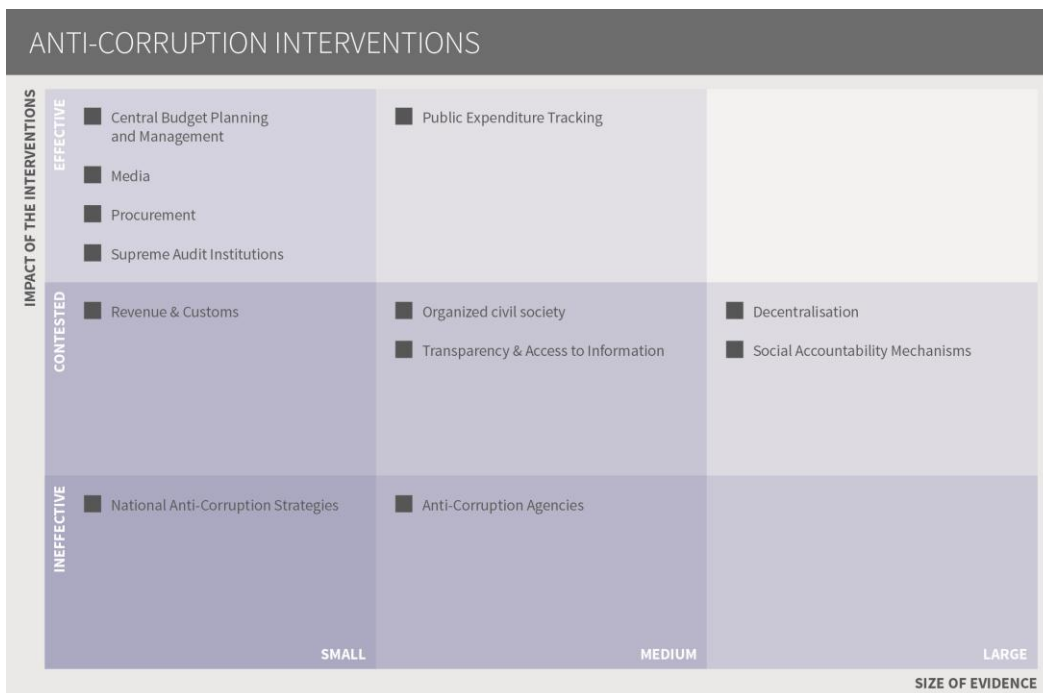 ANTI-CORRUPTION INTERVENTIONS
IMPACT OF THE INTERVENTIONS
EFFECTIVE
Central Budget Planning
and Management
Media
Procurement
Supreme Audit Institutions
Public Expenditure Tracking
CONTESTED
Revenue & Customs
Organized civil society
Transparency & Access to Information
Decentralisation
Social Accountability Mechanisms
INEFFECTIVE
National Anti-Corruption Strategies
Anti-Corruption Agencies
SMALL
MEDIUM
LARGE
SIZE OF EVIDENCE